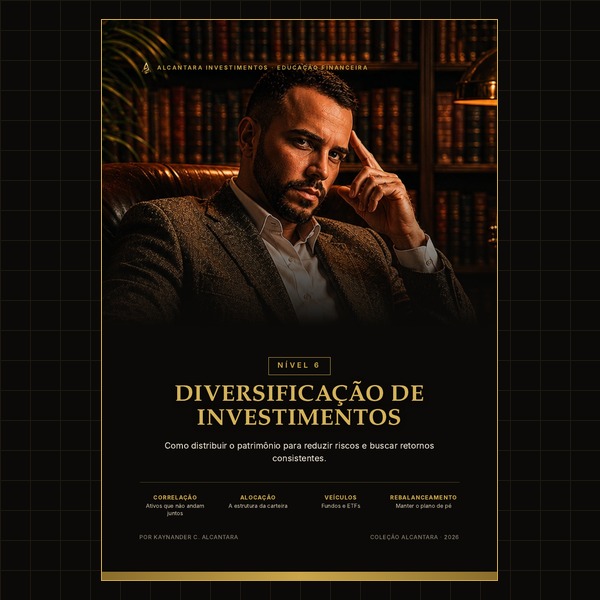 ALCANTARA INVESTIMENTOS · EDUCAÇÃO FINANCEIRA
NÍVEL 6
DIVERSIFICAÇÃO DE
INVESTIMENTOS
Como distribuir o patrimônio para reduzir riscos e buscar retornos
consistentes.
CORRELAÇÃO
Ativos que não andam
juntos
ALOCAÇÃO
A estrutura da carteira
VEÍCULOS
Fundos e ETFs
REBALANCEAMENTO
Manter o plano de pé
POR KAYNANDER C. ALCANTARA
COLEÇÃO ALCANTARA · 2026